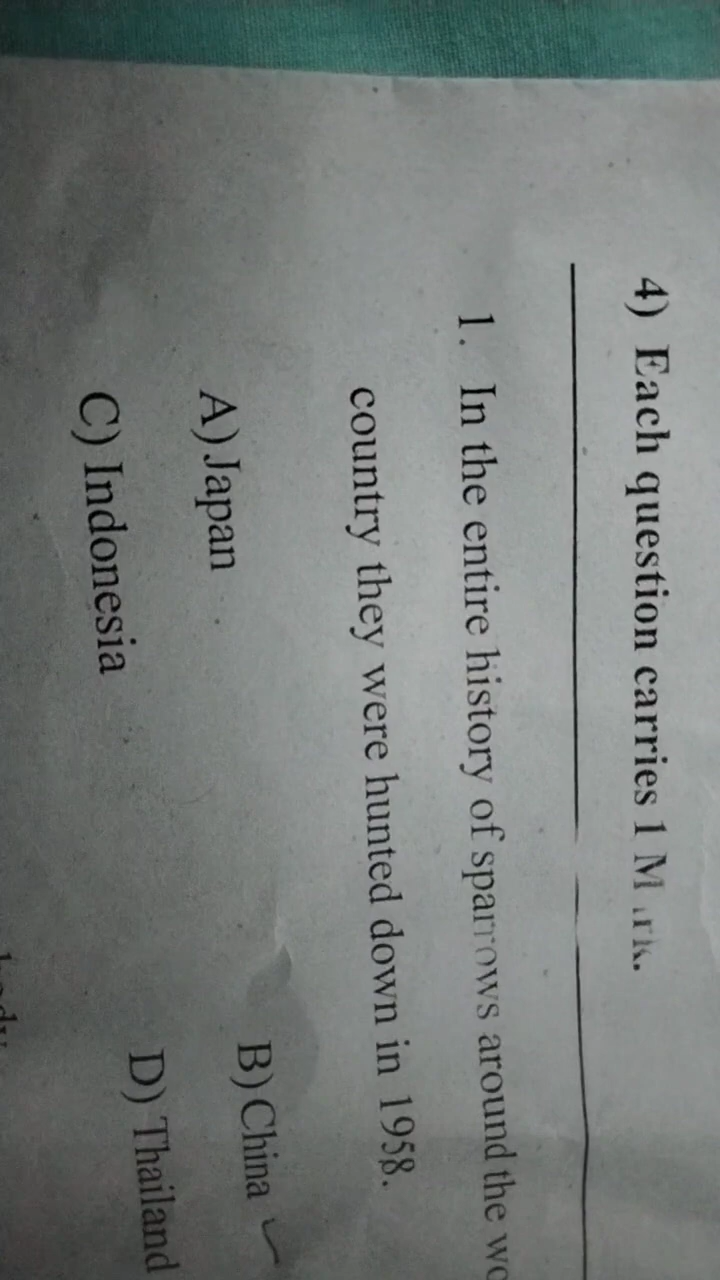 4) Each question carries 1 Mark.
1. In the entire history of sparrows around the
country they were hunted down in 1958.
A) Japan B) China
C) Indonesia D) Thailand